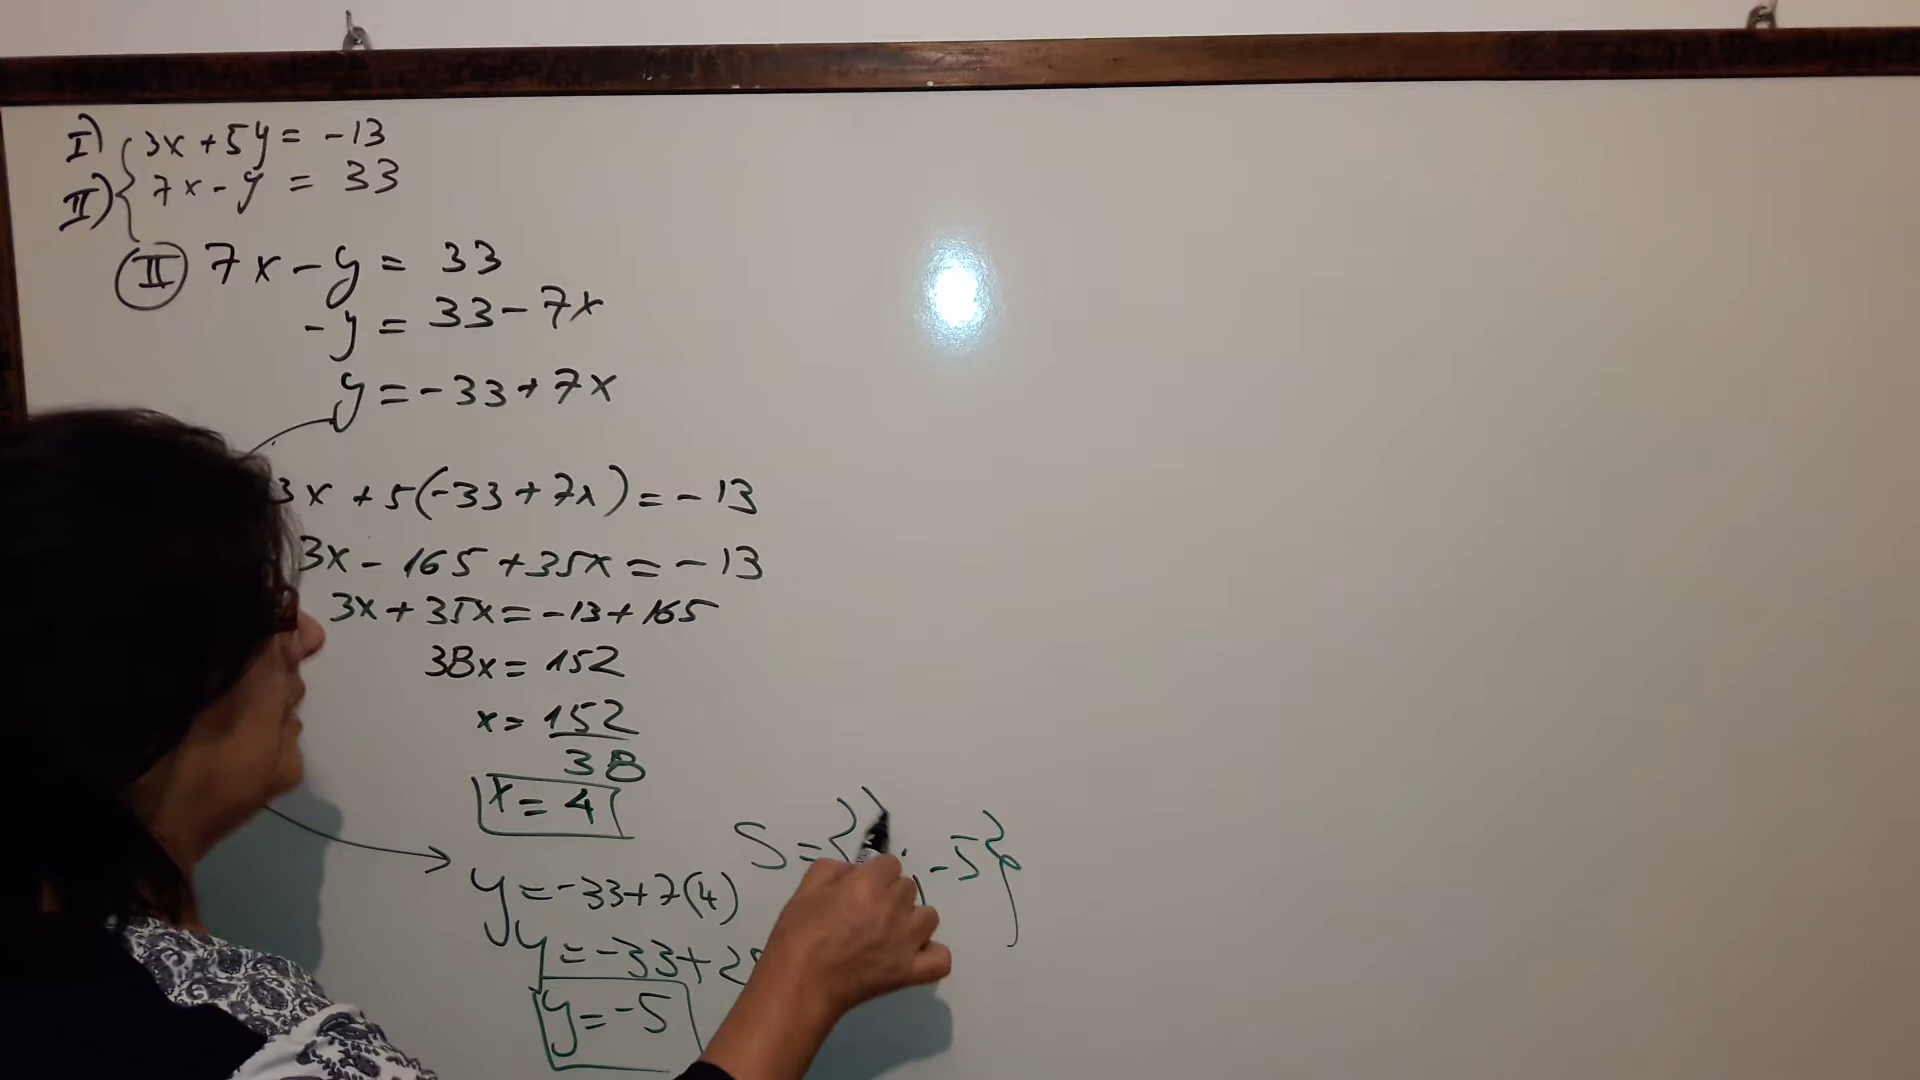 I) 3x + 5y = -13
II) 7x - y = 33
II 7x - y = 33
-y = 33 - 7x
y = -33 + 7x
3x + 5(-33 + 7x) = -13
3x - 165 + 35x = -13
3x + 35x = -13 + 165
38x = 152
x = 152
38
x = 4
S = { ; -5}
y = -33 + 7(4)
y = -33 + 2
y = -5